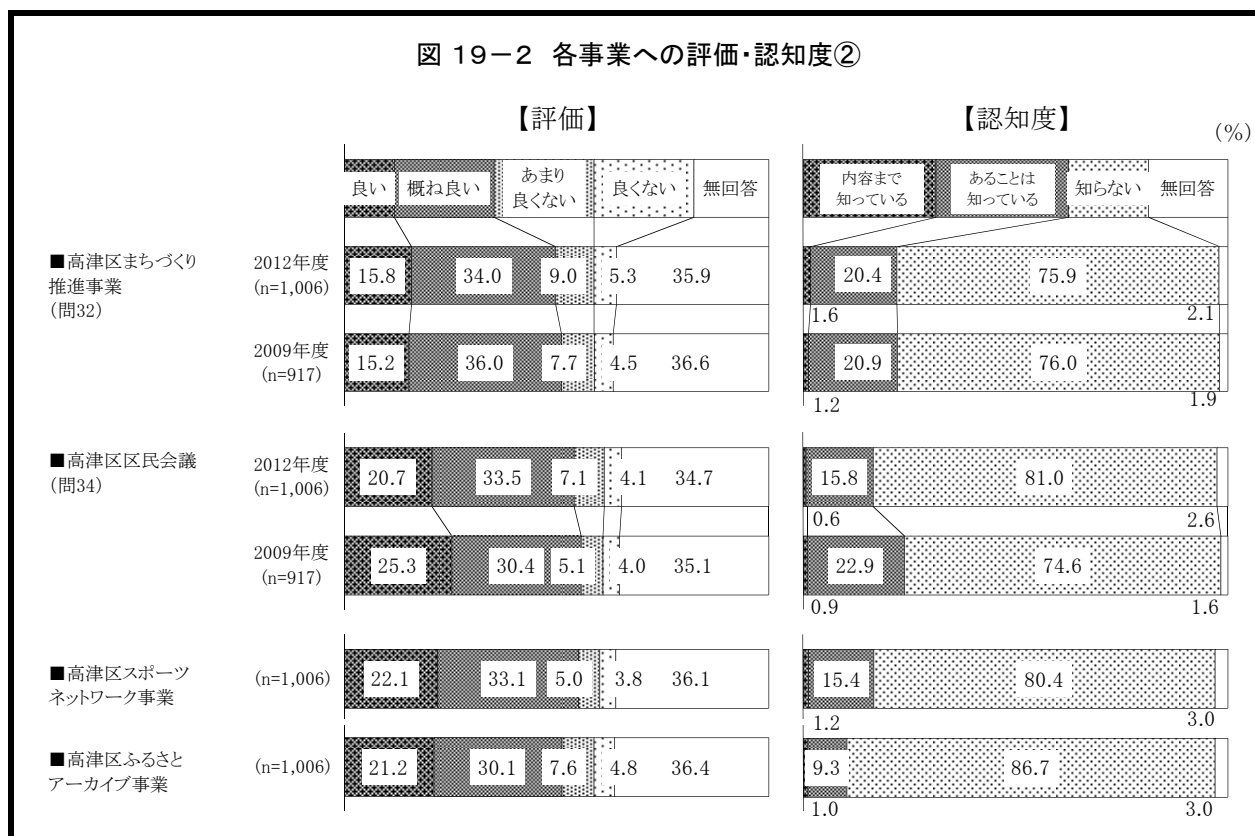 図 19－2 各事業への評価・認知度②
【評価】
【認知度】
(%)
良い
概ね良い
あまり
良くない
良くない
無回答
内容まで
知っている
あることは
知っている
知らない
無回答
■高津区まちづくり
推進事業
(問32)
2012年度
(n=1,006)
15.8 34.0 9.0 5.3 35.9
20.4 75.9
1.6 2.1
2009年度
(n=917)
15.2 36.0 7.7 4.5 36.6
20.9 76.0
1.2 1.9
■高津区区民会議
(問34)
2012年度
(n=1,006)
20.7 33.5 7.1 4.1 34.7
15.8 81.0
0.6 2.6
2009年度
(n=917)
25.3 30.4 5.1 4.0 35.1
22.9 74.6
0.9 1.6
■高津区スポーツ
ネットワーク事業
(n=1,006)
22.1 33.1 5.0 3.8 36.1
15.4 80.4
1.2 3.0
■高津区ふるさと
アーカイブ事業
(n=1,006)
21.2 30.1 7.6 4.8 36.4
9.3 86.7
1.0 3.0